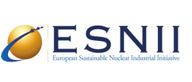 ESNII
European Sustainable Nuclear Industrial Initiative